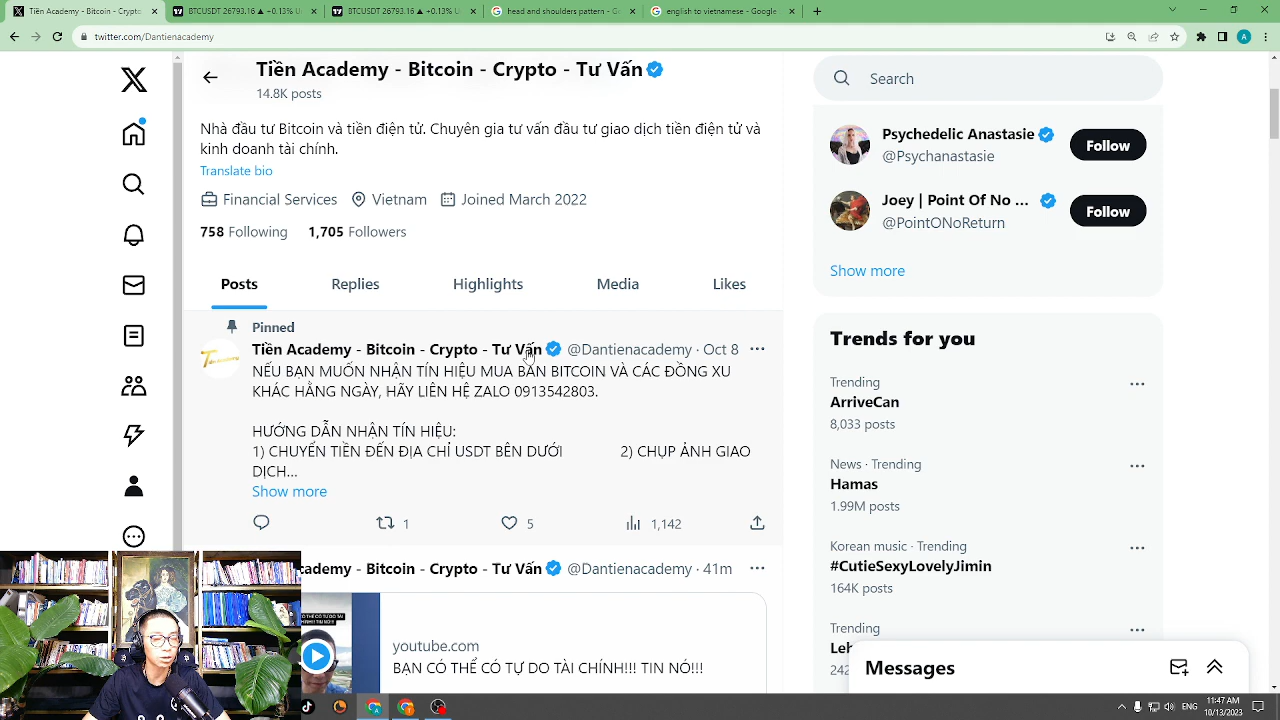 Tiền Academy - Bitcoin - Crypto
BTCUSDT 26793.16 ▲ +0.13% U
BTCUSDT 26793.16 ▲ +0.13% U
head and shoulders pattern - Go
english to vietnamese - Google
twitter.com/Dantienacademy
A
Tiền Academy - Bitcoin - Crypto - Tư Vấn
14.8K posts
Nhà đầu tư Bitcoin và tiền điện tử. Chuyên gia tư vấn đầu tư giao dịch tiền điện tử và
kinh doanh tài chính.
Translate bio
Financial Services Vietnam Joined March 2022
758 Following 1,705 Followers
Posts Replies Highlights Media Likes
Pinned
Tiền Academy - Bitcoin - Crypto - Tư Vấn @Dantienacademy · Oct 8
NẾU BẠN MUỐN NHẬN TÍN HIỆU MUA BÁN BITCOIN VÀ CÁC ĐỒNG XU
KHÁC HẰNG NGÀY, HÃY LIÊN HỆ ZALO 0913542803.
HƯỚNG DẪN NHẬN TÍN HIỆU:
1) CHUYỂN TIỀN ĐẾN ĐỊA CHỈ USDT BÊN DƯỚI 2) CHỤP ẢNH GIAO
DỊCH...
Show more
1 5 1,142
cademy - Bitcoin - Crypto - Tư Vấn @Dantienacademy · 41m
youtube.com
BẠN CÓ THỂ CÓ TỰ DO TÀI CHÍNH!!! TIN NÓ!!!
Search
Psychedelic Anastasie
@Psychanastasie
Follow
Joey | Point Of No ...
@PointONoReturn
Follow
Show more
Trends for you
Trending
ArriveCan
8,033 posts
News · Trending
Hamas
1.99M posts
Korean music · Trending
#CutieSexyLovelyJimin
164K posts
Trending
Leb
242
Messages
11:47 AM
10/13/2023